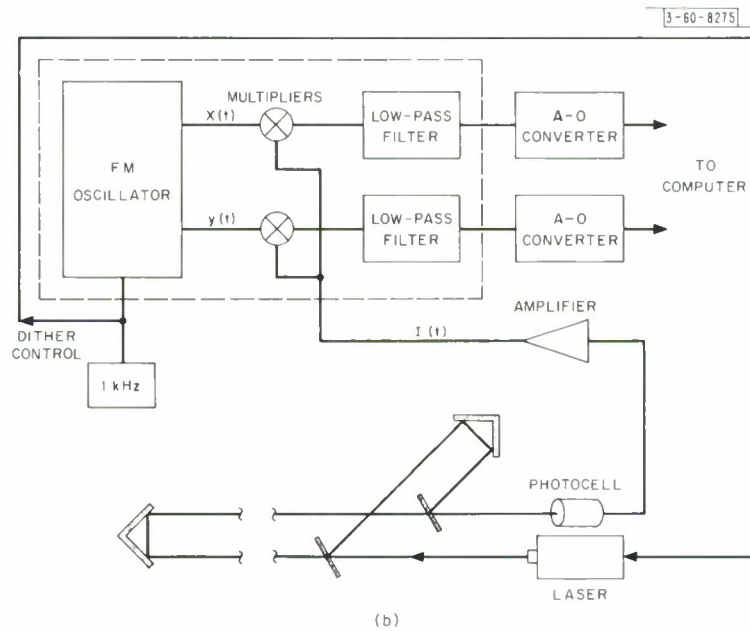 3-60-8275
MULTIPLIERS
X(t)
FM
OSCILLATOR
LOW-PASS
FILTER
A-O
CONVERTER
TO
COMPUTER
y(t)
LOW-PASS
FILTER
A-O
CONVERTER
AMPLIFIER
I(t)
DITHER
CONTROL
1 kHz
PHOTOCELL
LASER
(b)